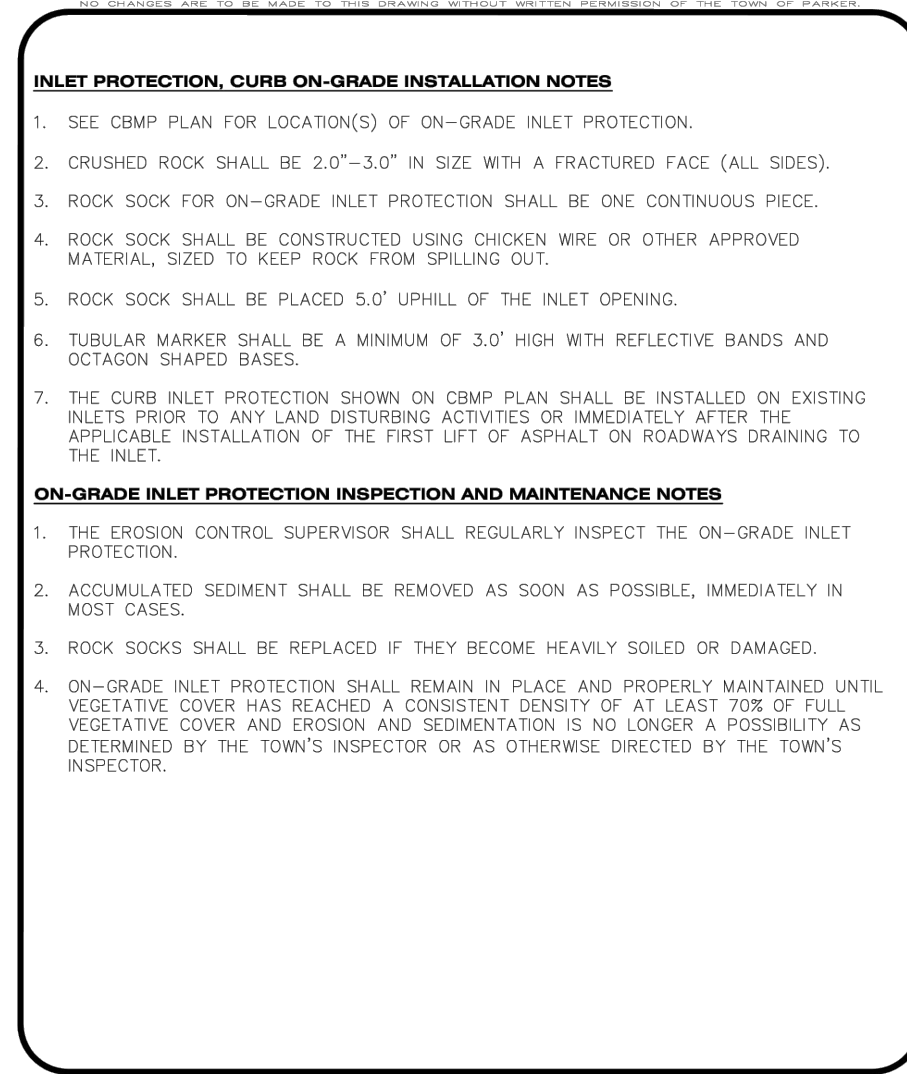 NO CHANGES ARE TO BE MADE TO THIS DRAWING WITHOUT WRITTEN PERMISSION OF THE TOWN OF PARKER.
INLET PROTECTION, CURB ON-GRADE INSTALLATION NOTES
1. SEE CBMP PLAN FOR LOCATION(S) OF ON-GRADE INLET PROTECTION.
2. CRUSHED ROCK SHALL BE 2.0"-3.0" IN SIZE WITH A FRACTURED FACE (ALL SIDES).
3. ROCK SOCK FOR ON-GRADE INLET PROTECTION SHALL BE ONE CONTINUOUS PIECE.
4. ROCK SOCK SHALL BE CONSTRUCTED USING CHICKEN WIRE OR OTHER APPROVED
MATERIAL, SIZED TO KEEP ROCK FROM SPILLING OUT.
5. ROCK SOCK SHALL BE PLACED 5.0' UPHILL OF THE INLET OPENING.
6. TUBULAR MARKER SHALL BE A MINIMUM OF 3.0' HIGH WITH REFLECTIVE BANDS AND
OCTAGON SHAPED BASES.
7. THE CURB INLET PROTECTION SHOWN ON CBMP PLAN SHALL BE INSTALLED ON EXISTING
INLETS PRIOR TO ANY LAND DISTURBING ACTIVITIES OR IMMEDIATELY AFTER THE
APPLICABLE INSTALLATION OF THE FIRST LIFT OF ASPHALT ON ROADWAYS DRAINING TO
THE INLET.
ON-GRADE INLET PROTECTION INSPECTION AND MAINTENANCE NOTES
1. THE EROSION CONTROL SUPERVISOR SHALL REGULARLY INSPECT THE ON-GRADE INLET
PROTECTION.
2. ACCUMULATED SEDIMENT SHALL BE REMOVED AS SOON AS POSSIBLE, IMMEDIATELY IN
MOST CASES.
3. ROCK SOCKS SHALL BE REPLACED IF THEY BECOME HEAVILY SOILED OR DAMAGED.
4. ON-GRADE INLET PROTECTION SHALL REMAIN IN PLACE AND PROPERLY MAINTAINED UNTIL
VEGETATIVE COVER HAS REACHED A CONSISTENT DENSITY OF AT LEAST 70% OF FULL
VEGETATIVE COVER AND EROSION AND SEDIMENTATION IS NO LONGER A POSSIBILITY AS
DETERMINED BY THE TOWN'S INSPECTOR OR AS OTHERWISE DIRECTED BY THE TOWN'S
INSPECTOR.